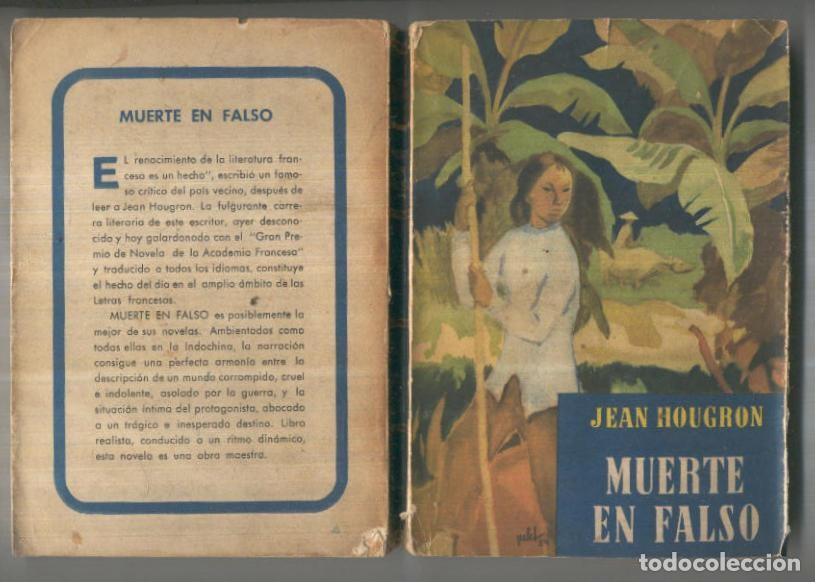 MUERTE EN FALSO
EL renacimiento de la literatura fran-
cesa es un hecho", escribió un famo-
so crítico del país vecino, después de
leer a Jean Hougron. La fulgurante carre-
ra literaria de este escritor, ayer descono-
cido y hoy galardonado con el "Gran Pre-
mio de Novela de la Academia Francesa"
y traducido a todos los idiomas, constituye
el hecho del día en el amplio ámbito de las
Letras francesas.
MUERTE EN FALSO es posiblemente la
mejor de sus novelas. Ambientadas como
todas ellas en la Indochina, la narración
consigue una perfecta armonía entre la
descripción de un mundo corrompido, cruel
e indolente, asolado por la guerra, y la
situación íntima del protagonista, abocado
a un trágico e inesperado destino. Libro
realista, conducido a un ritmo dinámico,
esta novela es una obra maestra.
JEAN HOUGRON
MUERTE
EN FALSO
todocoleccion